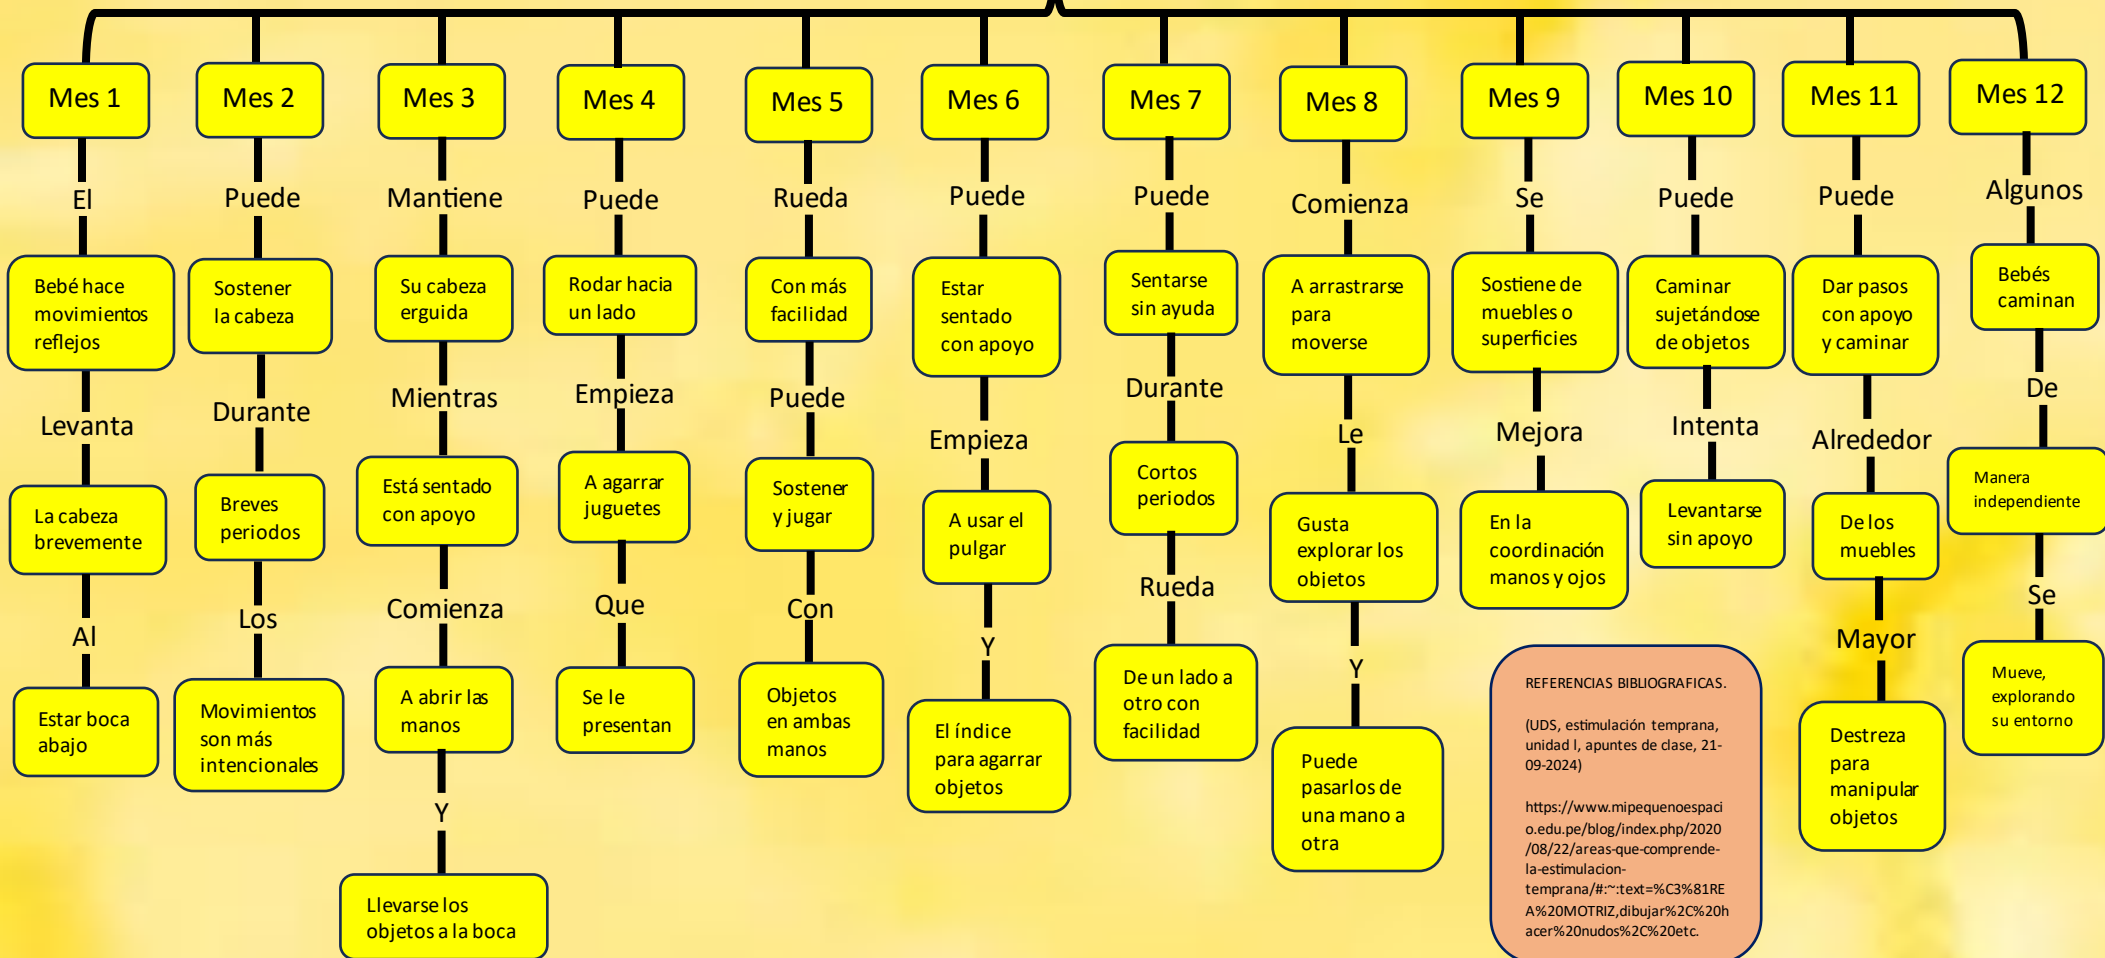 Mes 1
El
Bebé hace
movimientos
reflejos
Levanta
La cabeza
brevemente
Al
Estar boca
abajo
Mes 2
Puede
Sostener
la cabeza
Durante
Breves
periodos
Los
Movimientos
son más
intencionales
Mes 3
Mantiene
Su cabeza
erguida
Mientras
Está sentado
con apoyo
Comienza
A abrir las
manos
Y
Llevarse los
objetos a la boca
Mes 4
Puede
Rodar hacia
un lado
Empieza
A agarrar
juguetes
Que
Se le
presentan
Mes 5
Rueda
Con más
facilidad
Puede
Sostener
y jugar
Con
Objetos
en ambas
manos
Mes 6
Puede
Estar
sentado
con apoyo
Empieza
A usar el
pulgar
Y
El índice
para agarrar
objetos
Mes 7
Puede
Sentarse
sin ayuda
Durante
Cortos
periodos
Rueda
De un lado a
otro con
facilidad
Mes 8
Comienza
A arrastrarse
para
moverse
Le
Gusta
explorar los
objetos
Y
Puede
pasarlos de
una mano a
otra
Mes 9
Se
Sostiene de
muebles o
superficies
Mejora
En la
coordinación
manos y ojos
Mes 10
Puede
Caminar
sujetándose
de objetos
Intenta
Levantarse
sin apoyo
Mes 11
Puede
Dar pasos
con apoyo
y caminar
Alrededor
De los
muebles
Mayor
Destreza
para
manipular
objetos
Mes 12
Algunos
Bebés
caminan
De
Manera
independiente
Se
Mueve,
explorando
su entorno
REFERENCIAS BIBLIOGRAFICAS.
(UDS, estimulación temprana,
unidad I, apuntes de clase, 21-
09-2024)
https://www.mipequenoespaci
o.edu.pe/blog/index.php/2020
/08/22/areas-que-comprende-
la-estimulacion-
temprana/#:~:text=%C3%81RE
A%20MOTRIZ,dibujar%2C%20h
acer%20nudos%2C%20etc.